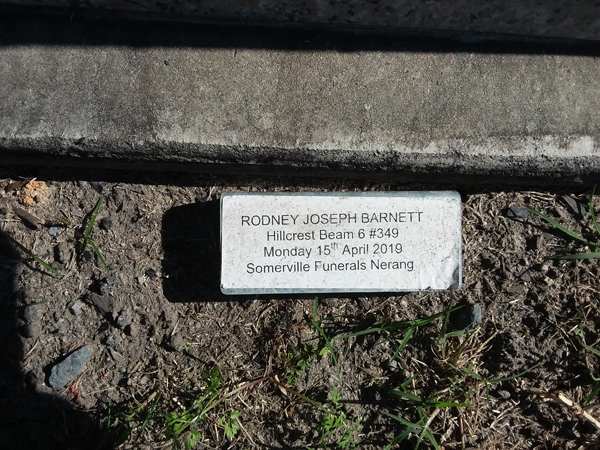 RODNEY JOSEPH BARNETT
Hillcrest Beam 6 #349
Monday 15th April 2019
Somerville Funerals Nerang